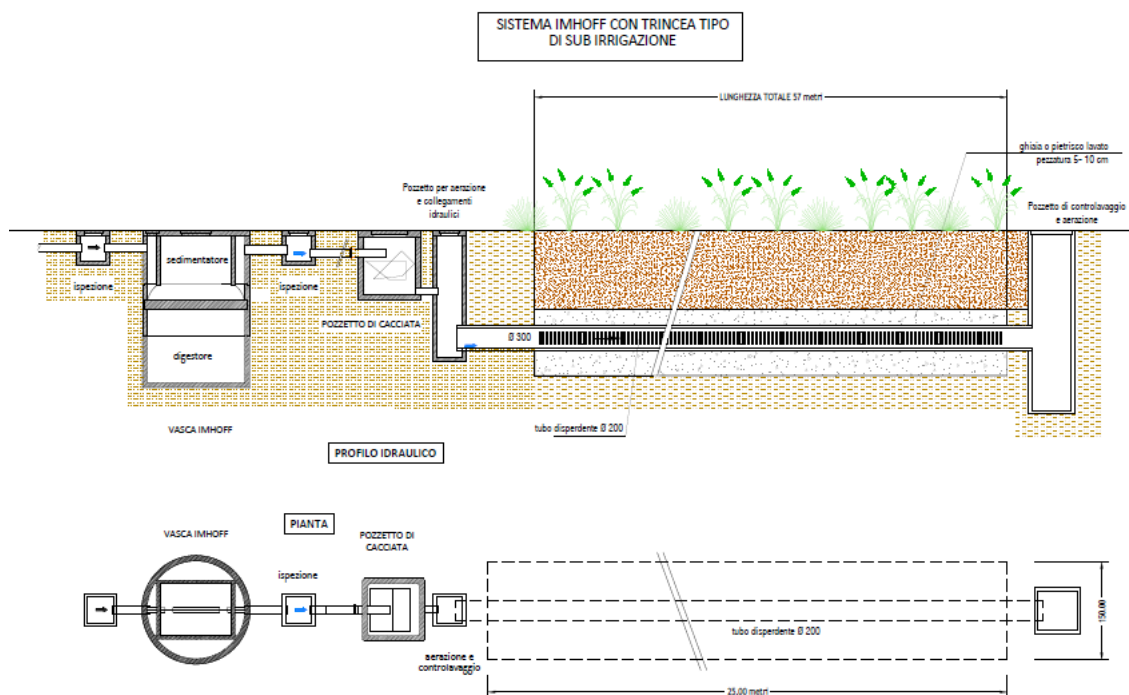 SISTEMA IMHOFF CON TRINCEA TIPO
DI SUB IRRIGAZIONE
LUNGHEZZA TOTALE 57 metri
ghiaia o pietrisco lavato
pezzatura 5- 10 cm
Pozzetto per aerazione
e collegamenti
idraulici
Pozzetto di controlavaggio
e aerazione
sedimentatore
ispezione
ispezione
POZZETTO DI CACCIATA
Ø 300
digestore
tubo disperdente Ø 200
VASCA IMHOFF
PROFILO IDRAULICO
PIANTA
VASCA IMHOFF
POZZETTO DI
CACCIATA
ispezione
tubo disperdente Ø 200
150.00
aerazione e
controlavaggio
25,00 metri